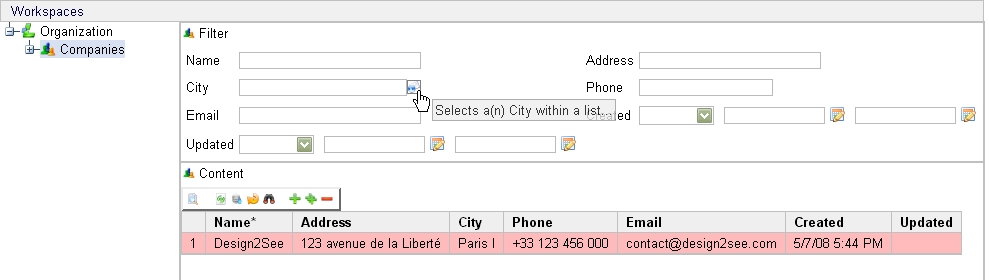 Workspaces
Organization
Companies
Filter
Name Address
City Phone
Selects a(n) City within a list...
Email Created
Updated
Content
Name* Address City Phone Email Created Updated
1 Design2See 123 avenue de la Liberté Paris I +33 123 456 000 contact@design2see.com 5/7/08 5:44 PM